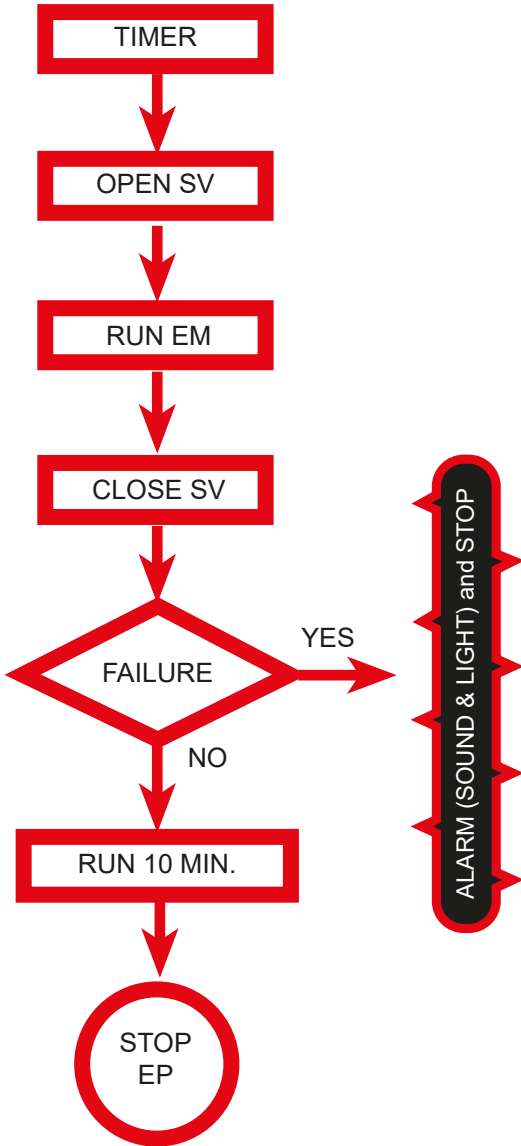 TIMER
OPEN SV
RUN EM
CLOSE SV
FAILURE
YES
ALARM (SOUND & LIGHT) and STOP
NO
RUN 10 MIN.
STOP
EP